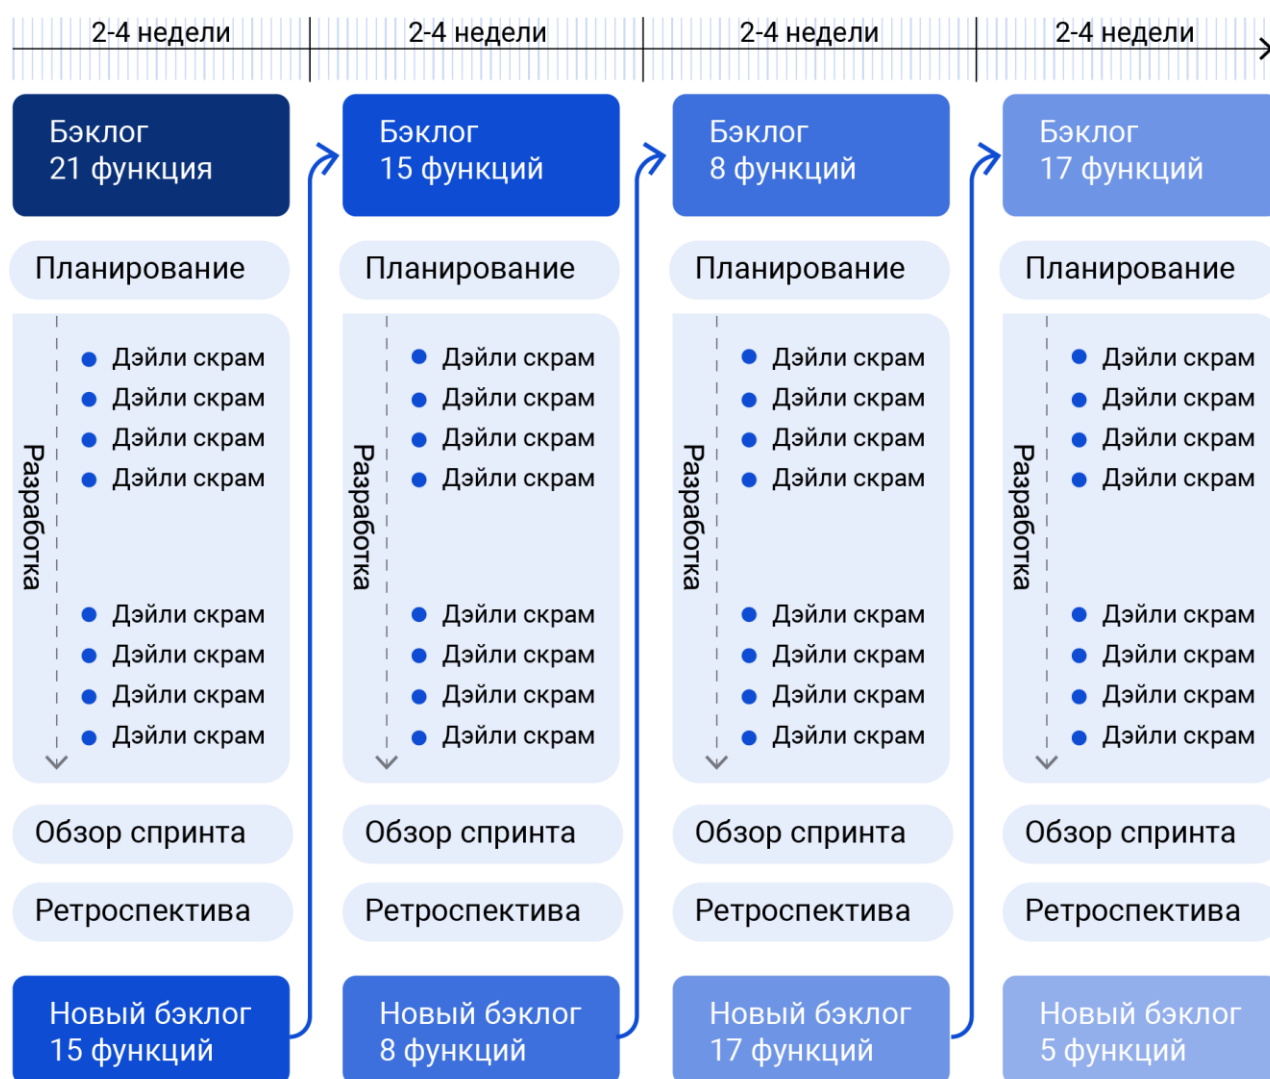 2-4 недели
2-4 недели
2-4 недели
2-4 недели
Бэклог
21 функция
Планирование
Разработка
Дэйли скрам
Дэйли скрам
Дэйли скрам
Дэйли скрам
Дэйли скрам
Дэйли скрам
Дэйли скрам
Дэйли скрам
Обзор спринта
Ретроспектива
Новый бэклог
15 функций
Бэклог
15 функций
Планирование
Разработка
Дэйли скрам
Дэйли скрам
Дэйли скрам
Дэйли скрам
Дэйли скрам
Дэйли скрам
Дэйли скрам
Дэйли скрам
Обзор спринта
Ретроспектива
Новый бэклог
8 функций
Бэклог
8 функций
Планирование
Разработка
Дэйли скрам
Дэйли скрам
Дэйли скрам
Дэйли скрам
Дэйли скрам
Дэйли скрам
Дэйли скрам
Дэйли скрам
Обзор спринта
Ретроспектива
Новый бэклог
17 функций
Бэклог
17 функций
Планирование
Разработка
Дэйли скрам
Дэйли скрам
Дэйли скрам
Дэйли скрам
Дэйли скрам
Дэйли скрам
Дэйли скрам
Дэйли скрам
Обзор спринта
Ретроспектива
Новый бэклог
5 функций